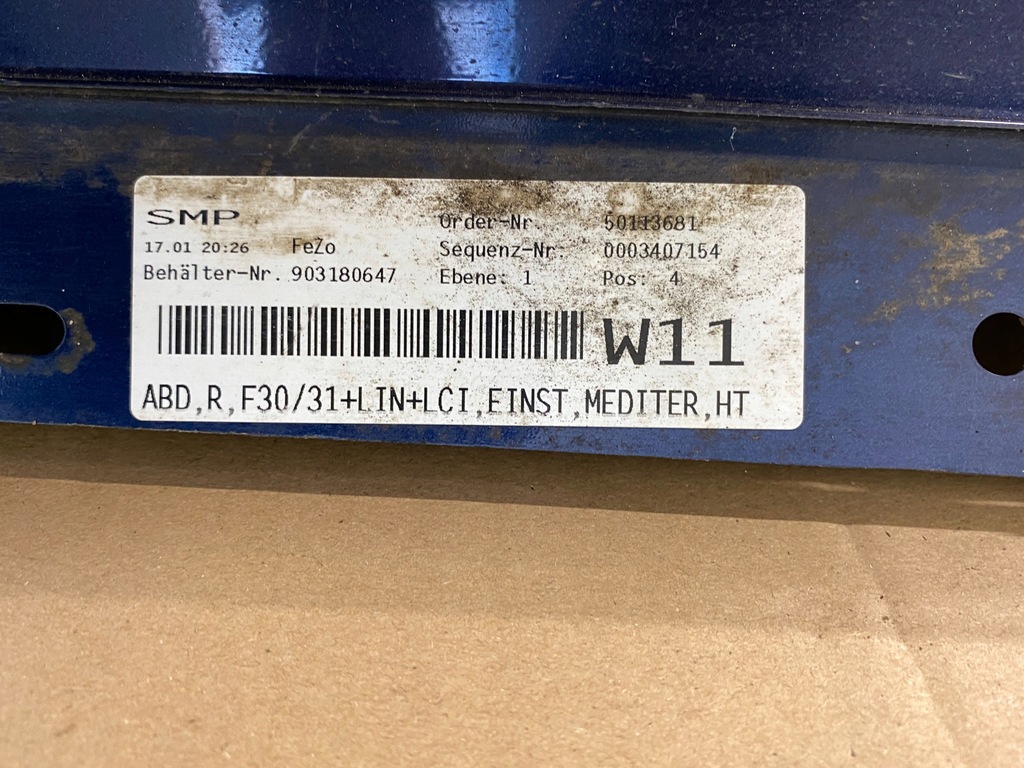 SMP Order-Nr. 50113681
17.01 20:26 FeZo Sequenz-Nr: 0003407154
Behälter-Nr. 903180647 Ebene: 1 Pos: 4
W11
ABD,R,F30/31+LIN+LCI,EINST,MEDITER,HT